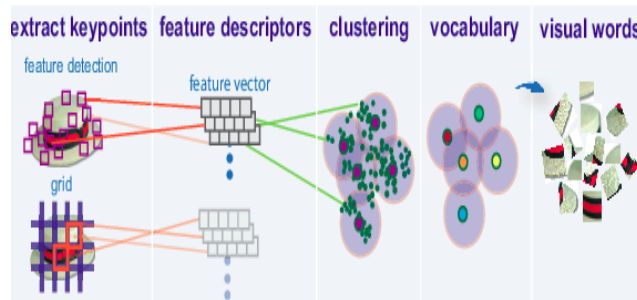 extract keypoints
feature descriptors
clustering
vocabulary
visual words
feature detection
feature vector
grid